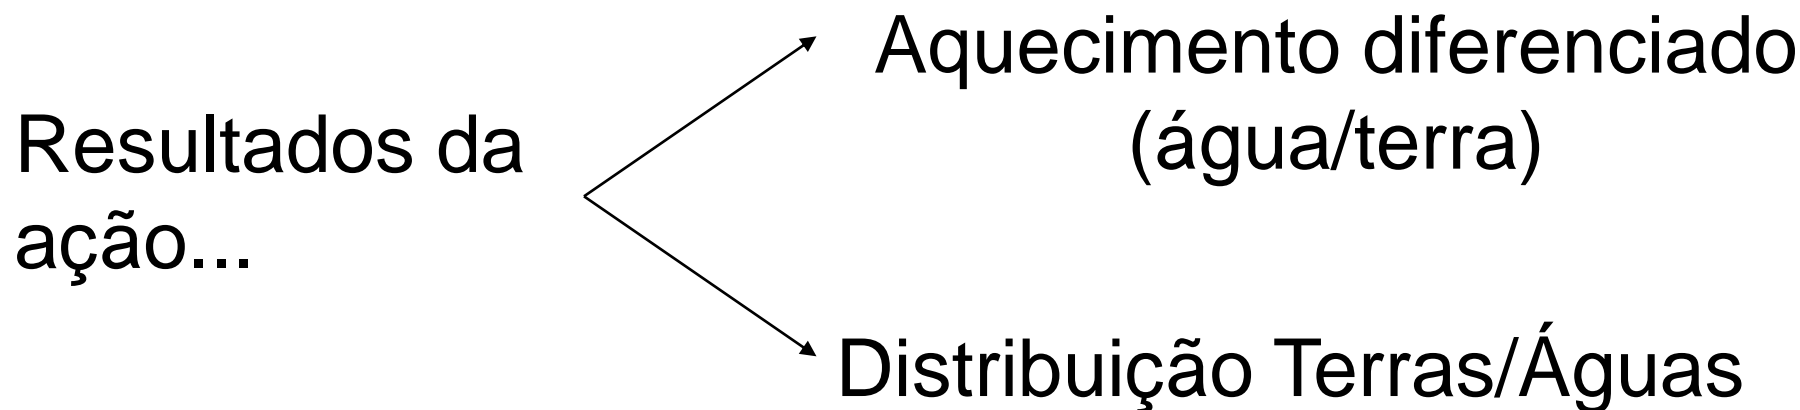 Resultados da
ação...
Aquecimento diferenciado
(água/terra)
Distribuição Terras/Águas